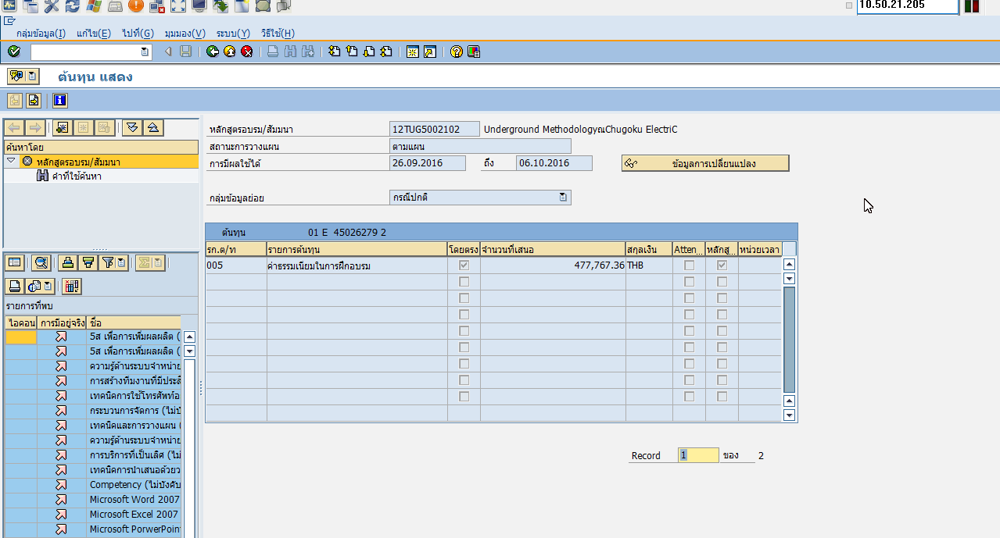 10.50.21.205
กลุ่มข้อมูล(I) แก้ไข(E) ไปที่(G) มุมมอง(V) ระบบ(Y) วิธีใช้(H)
ต้นทุน แสดง
ค้นหาโดย
หลักสูตรอบรม/สัมมนา
คำที่ใช้ค้นหา
รายการที่พบ
ไอคอน การมีอยู่จริง ชื่อ
5ส เพื่อการเพิ่มผลผลิต (
5ส เพื่อการเพิ่มผลผลิต (
ความรู้ด้านระบบจำหน่าย
การสร้างทีมงานที่มีประสิ
เทคนิคการใช้โทรศัพท์อ
กระบวนการจัดการ (ไม่บั
เทคนิคและการวางแผน (
ความรู้ด้านระบบจำหน่าย
การบริการที่เป็นเลิศ (ไม่
เทคนิคการนำเสนอด้วยว
Competency (ไม่บังคับ
Microsoft Word 2007
Microsoft Excel 2007
Microsoft PorwerPoin
หลักสูตรอบรม/สัมมนา 12TUG5002102 Underground MethodologyณChugoku ElectriC
สถานะการวางแผน ตามแผน
การมีผลใช้ได้ 26.09.2016 ถึง 06.10.2016 ข้อมูลการเปลี่ยนแปลง
กลุ่มข้อมูลย่อย กรณีปกติ
ต้นทุน 01 E 45026279 2
รก.ต/ท รายการต้นทุน โดยตรง จำนวนที่เสนอ สกุลเงิน Atten... หลักสู... หน่วยเวลา
005 ค่าธรรมเนียมในการฝึกอบรม 477,767.36 THB
Record 1 ของ 2